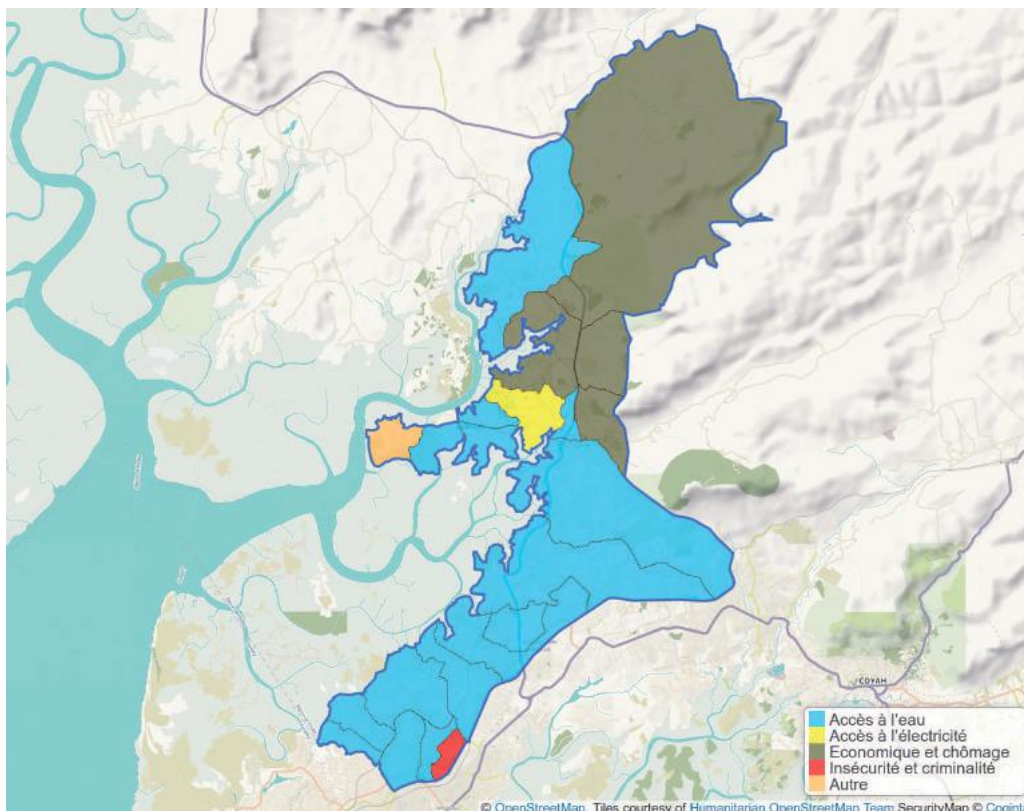 COYAH
Accès à l'eau
Accès à l'électricité
Economique et chômage
Insécurité et criminalité
Autre
© OpenStreetMap, Tiles courtesy of Humanitarian OpenStreetMap Team SecurityMap ©